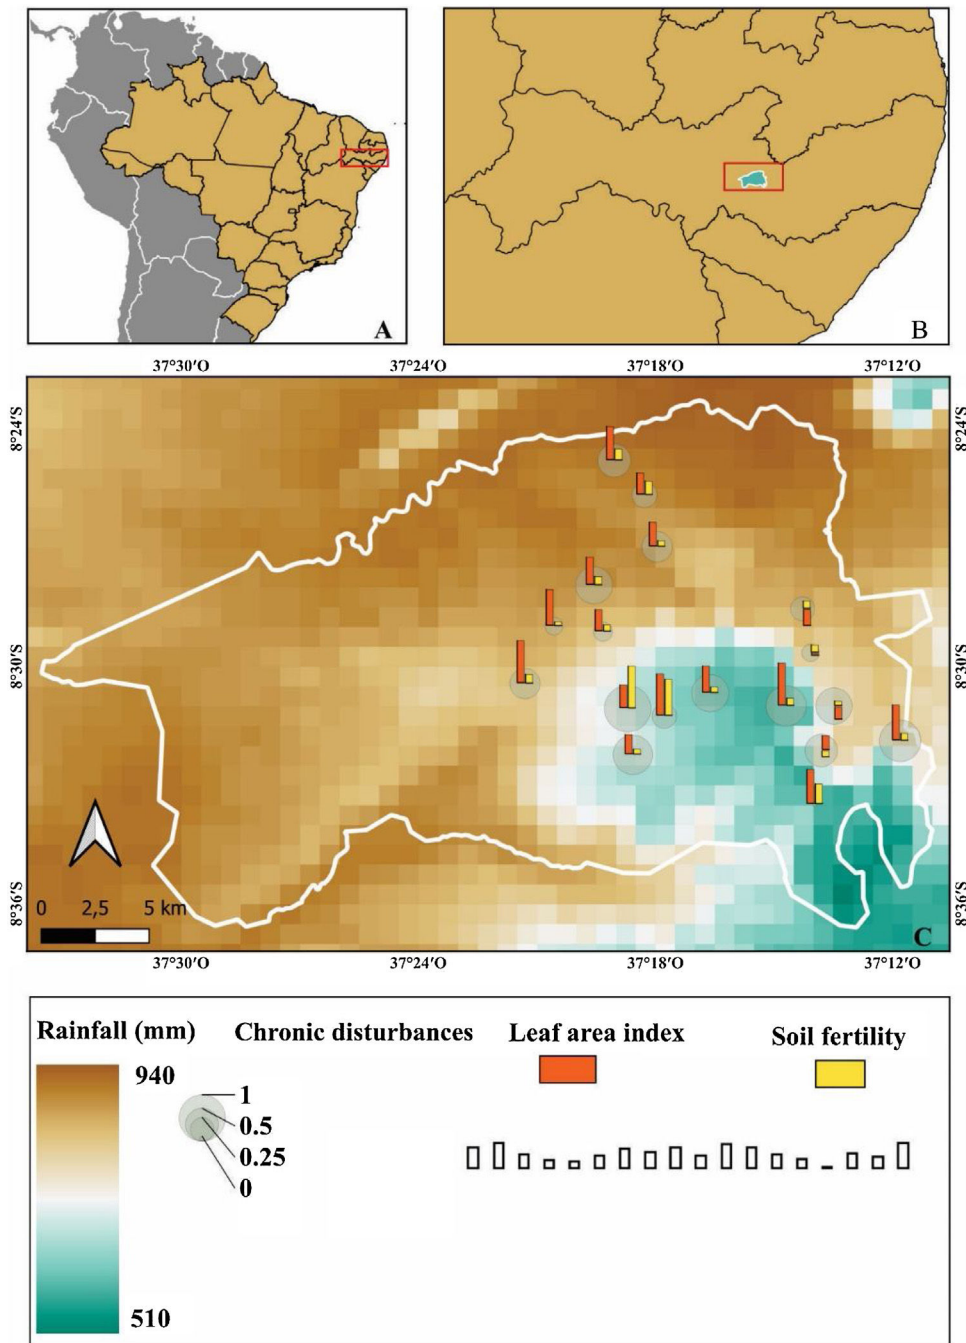 A
B
37°30′O
37°24′O
37°18′O
37°12′O
8°24′S
8°24′S
8°30′S
8°30′S
8°36′S
8°36′S
0 2,5 5 km
C
37°30′O
37°24′O
37°18′O
37°12′O
Rainfall (mm)
Chronic disturbances
Leaf area index
Soil fertility
940
510
1
0.5
0.25
0